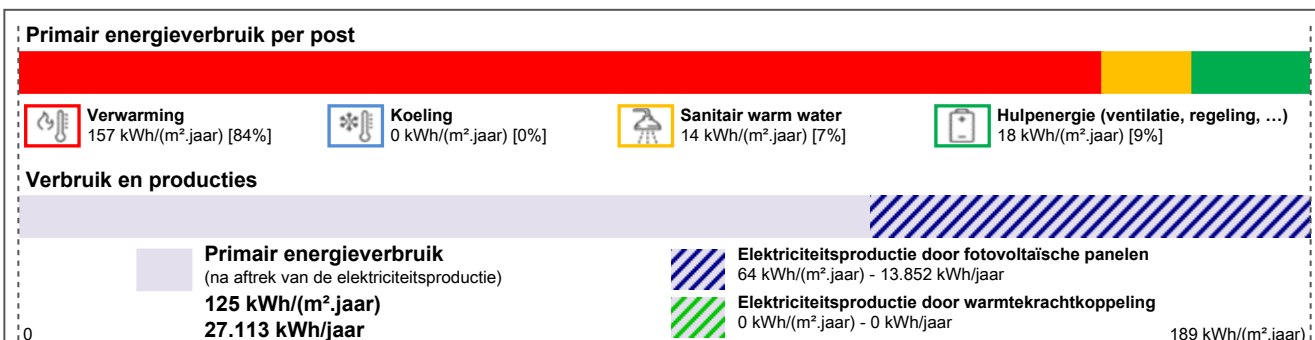 Primair energieverbruik per post
Verwarming
157 kWh/(m².jaar) [84%]
Koeling
0 kWh/(m².jaar) [0%]
Sanitair warm water
14 kWh/(m².jaar) [7%]
Hulpenergie (ventilatie, regeling, …)
18 kWh/(m².jaar) [9%]
Verbruik en producties
Primair energieverbruik
(na aftrek van de elektriciteitsproductie)
125 kWh/(m².jaar)
27.113 kWh/jaar
Elektriciteitsproductie door fotovoltaïsche panelen
64 kWh/(m².jaar) - 13.852 kWh/jaar
Elektriciteitsproductie door warmtekrachtkoppeling
0 kWh/(m².jaar) - 0 kWh/jaar
0
189 kWh/(m².jaar)